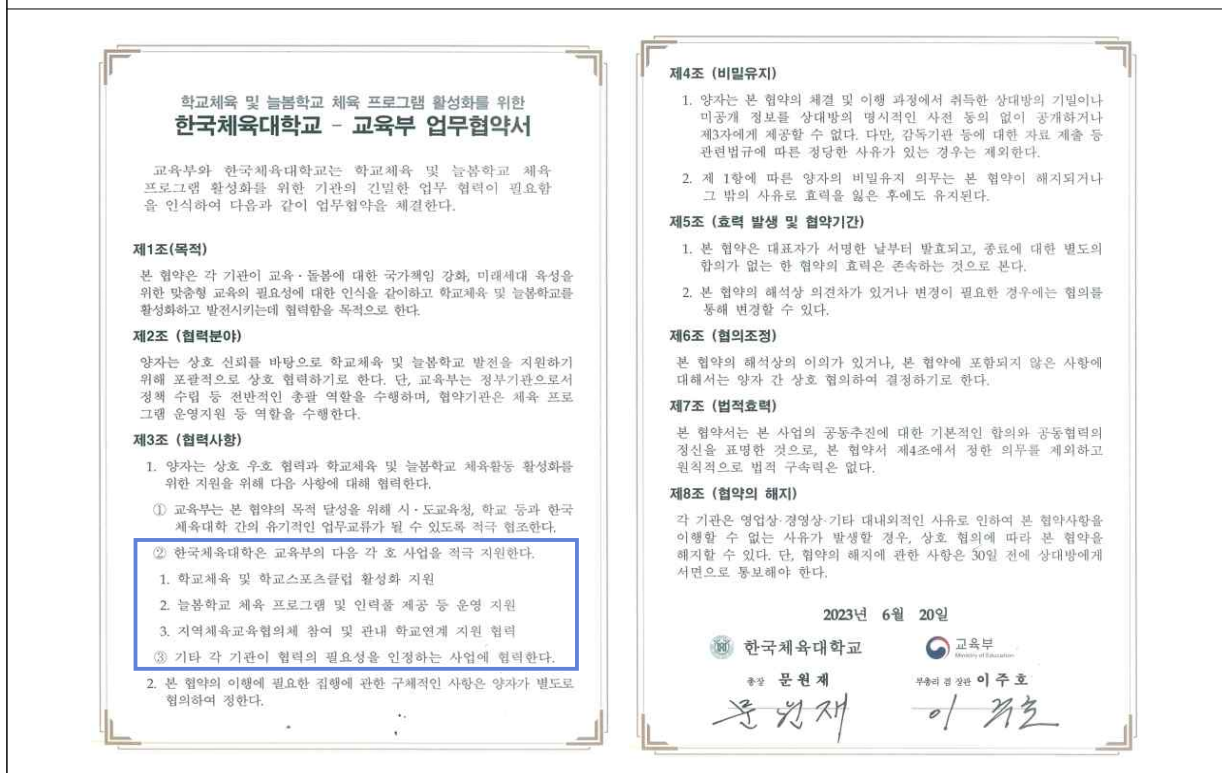 학교체육 및 늘봄학교 체육 프로그램 활성화를 위한
한국체육대학교 - 교육부 업무협약서
교육부와 한국체육대학교는 학교체육 및 늘봄학교 체육
프로그램 활성화를 위한 기관의 긴밀한 업무 협력이 필요함
을 인식하여 다음과 같이 업무협약을 체결한다.
제1조(목적)
본 협약은 각 기관이 교육·돌봄에 대한 국가책임 강화, 미래세대 육성을
위한 맞춤형 교육의 필요성에 대한 인식을 같이하고 학교체육 및 늘봄학교를
활성화하고 발전시키는데 협력함을 목적으로 한다.
제2조 (협력분야)
양자는 상호 신뢰를 바탕으로 학교체육 및 늘봄학교 발전을 지원하기
위해 포괄적으로 상호 협력하기로 한다. 단, 교육부는 정부기관으로서
정책 수립 등 전반적인 총괄 역할을 수행하며, 협약기관은 체육 프로
그램 운영지원 등 역할을 수행한다.
제3조 (협력사항)
1. 양자는 상호 우호 협력과 학교체육 및 늘봄학교 체육활동 활성화를
위한 지원을 위해 다음 사항에 대해 협력한다.
① 교육부는 본 협약의 목적 달성을 위해 시·도교육청, 학교 등과 한국
체육대학 간의 유기적인 업무교류가 될 수 있도록 적극 협조한다.
② 한국체육대학은 교육부의 다음 각 호 사업을 적극 지원한다.
1. 학교체육 및 학교스포츠클럽 활성화 지원
2. 늘봄학교 체육 프로그램 및 인력풀 제공 등 운영 지원
3. 지역체육교육협의체 참여 및 관내 학교연계 지원 협력
③ 기타 각 기관이 협력의 필요성을 인정하는 사업에 협력한다.
2. 본 협약의 이행에 필요한 집행에 관한 구체적인 사항은 양자가 별도로
협의하여 정한다.
제4조 (비밀유지)
1. 양자는 본 협약의 체결 및 이행 과정에서 취득한 상대방의 기밀이나
미공개 정보를 상대방의 명시적인 사전 동의 없이 공개하거나
제3자에게 제공할 수 없다. 다만, 감독기관 등에 대한 자료 제출 등
관련법규에 따른 정당한 사유가 있는 경우는 제외한다.
2. 제 1항에 따른 양자의 비밀유지 의무는 본 협약이 해지되거나
그 밖의 사유로 효력을 잃은 후에도 유지된다.
제5조 (효력 발생 및 협약기간)
1. 본 협약은 대표자가 서명한 날부터 발효되고, 종료에 대한 별도의
합의가 없는 한 협약의 효력은 존속하는 것으로 본다.
2. 본 협약의 해석상 의견차가 있거나 변경이 필요한 경우에는 협의를
통해 변경할 수 있다.
제6조 (협의조정)
본 협약의 해석상의 이의가 있거나, 본 협약에 포함되지 않은 사항에
대해서는 양자 간 상호 협의하여 결정하기로 한다.
제7조 (법적효력)
본 협약서는 본 사업의 공동추진에 대한 기본적인 합의와 공동협력의
정신을 표명한 것으로, 본 협약서 제4조에서 정한 의무를 제외하고
원칙적으로 법적 구속력은 없다.
제8조 (협약의 해지)
각 기관은 영업상·경영상·기타 대내외적인 사유로 인하여 본 협약사항을
이행할 수 없는 사유가 발생할 경우, 상호 협의에 따라 본 협약을
해지할 수 있다. 단, 협약의 해지에 관한 사항은 30일 전에 상대방에게
서면으로 통보해야 한다.
2023년 6월 20일
한국체육대학교
교육부
Ministry of Education
총장 문원재
부총리 겸 장관 이주호
문원재
이주호